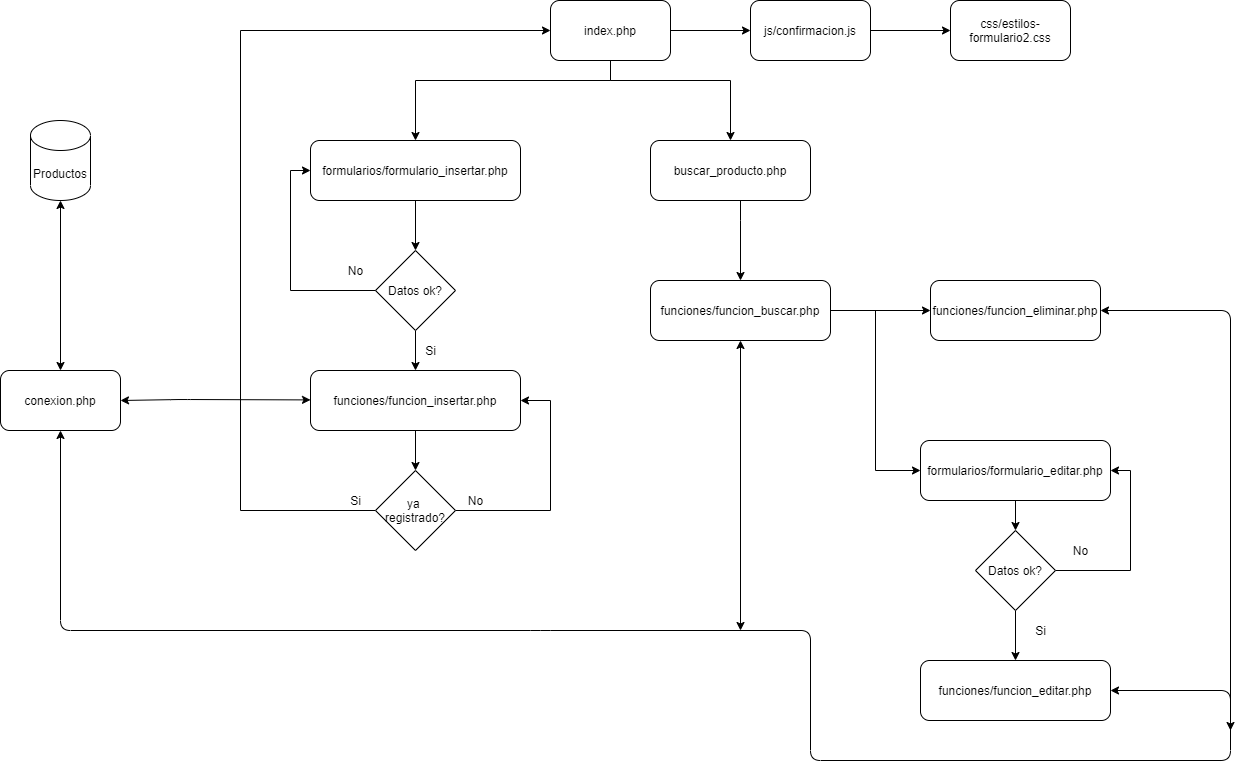 index.php
js/confirmacion.js
css/estilos-
formulario2.css
Productos
formularios/formulario_insertar.php
buscar_producto.php
No
Datos ok?
funciones/funcion_buscar.php
funciones/funcion_eliminar.php
Si
conexion.php
funciones/funcion_insertar.php
formularios/formulario_editar.php
Si
ya
registrado?
No
Datos ok?
No
Si
funciones/funcion_editar.php